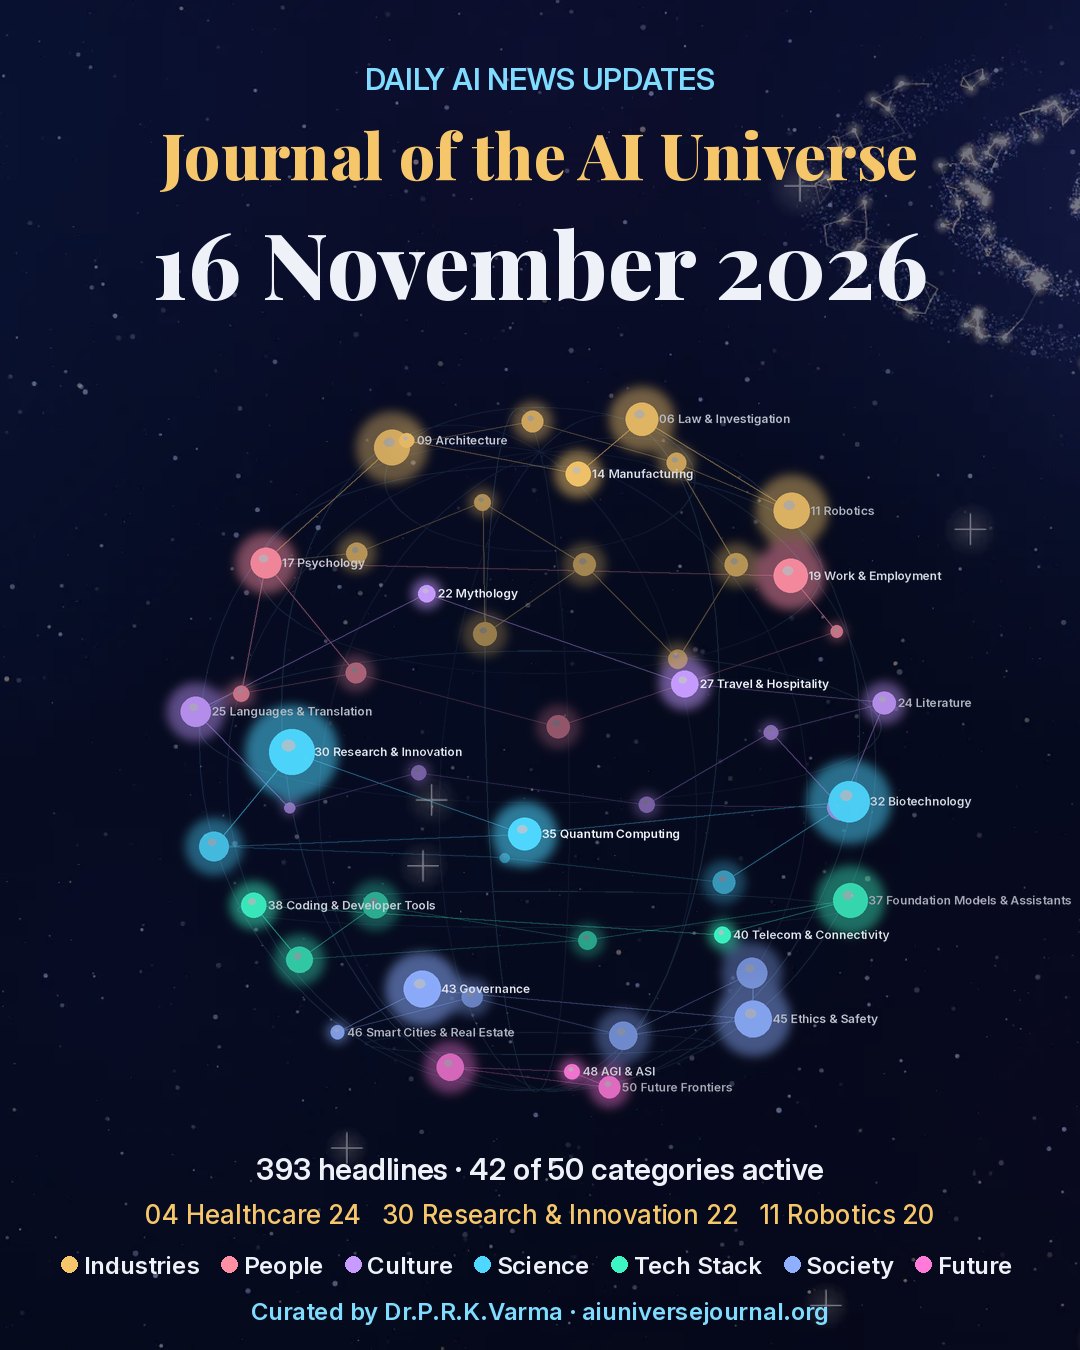 DAILY AI NEWS UPDATES
Journal of the AI Universe
16 November 2026
06 Law & Investigation
09 Architecture
14 Manufacturing
11 Robotics
17 Psychology
19 Work & Employment
22 Mythology
27 Travel & Hospitality
24 Literature
25 Languages & Translation
30 Research & Innovation
32 Biotechnology
35 Quantum Computing
37 Foundation Models & Assistants
38 Coding & Developer Tools
40 Telecom & Connectivity
43 Governance
45 Ethics & Safety
46 Smart Cities & Real Estate
48 AGI & ASI
50 Future Frontiers
393 headlines · 42 of 50 categories active
04 Healthcare 24 30 Research & Innovation 22 11 Robotics 20
Industries People Culture Science Tech Stack Society Future
Curated by Dr.P.R.K.Varma · aiuniversejournal.org